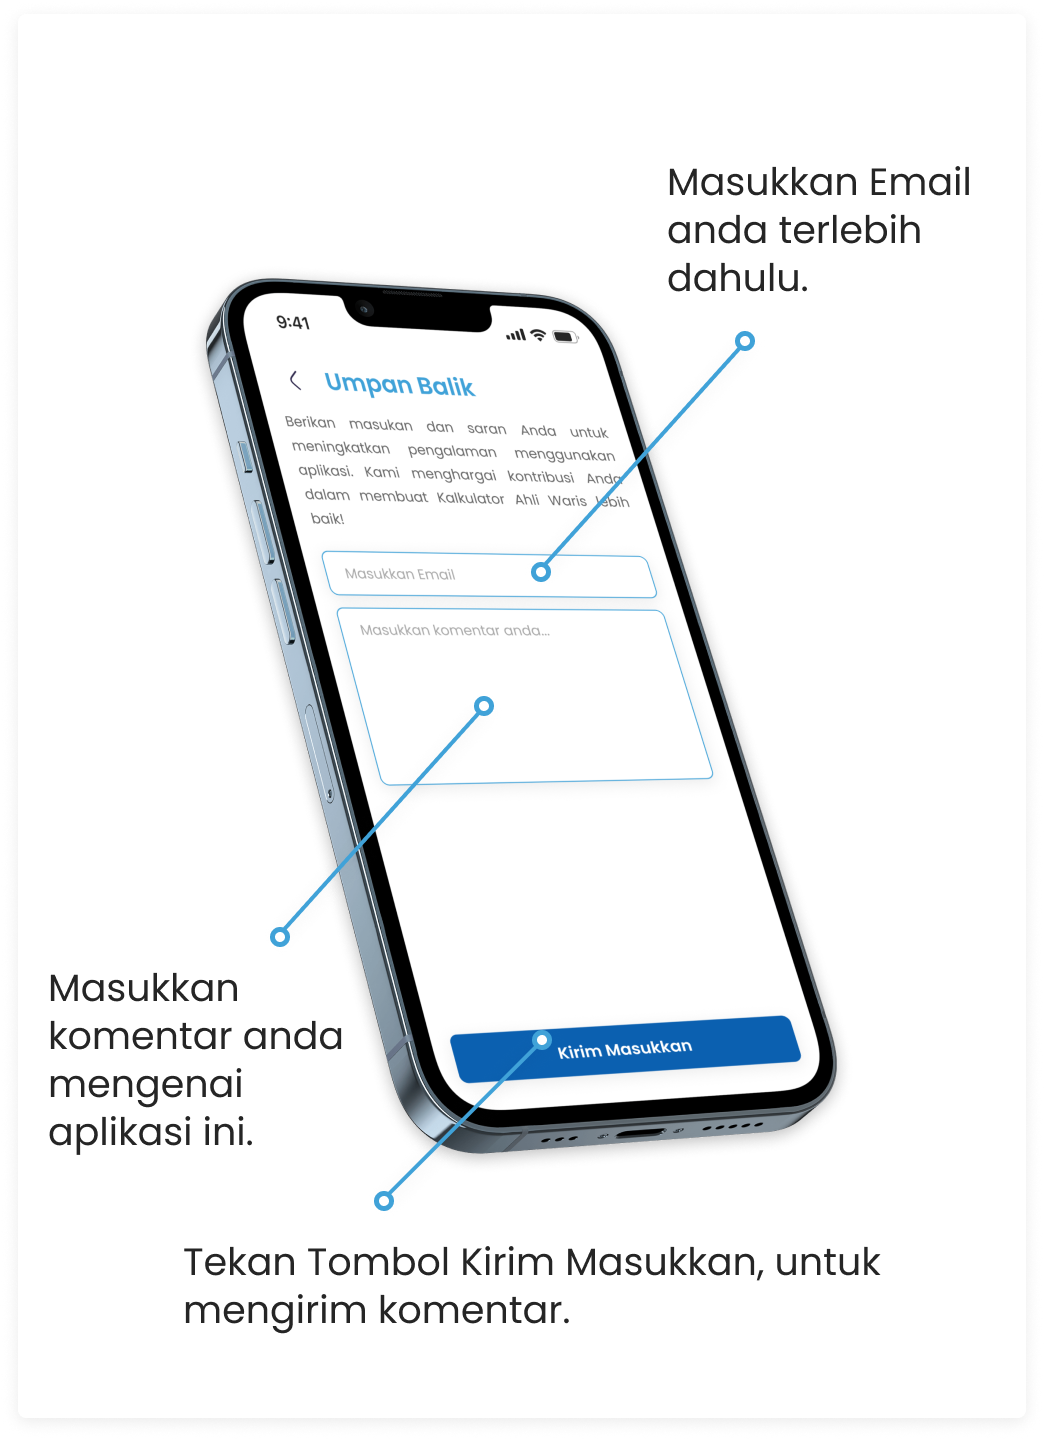 Masukkan Email
anda terlebih
dahulu.
9:41
Umpan Balik
Berikan masukan dan saran Anda untuk
meningkatkan pengalaman menggunakan
aplikasi. Kami menghargai kontribusi Anda
dalam membuat Kalkulator Ahli Waris lebih
baik!
Masukkan Email
Masukkan komentar anda...
Masukkan
komentar anda
mengenai
aplikasi ini.
Kirim Masukkan
Tekan Tombol Kirim Masukkan, untuk
mengirim komentar.